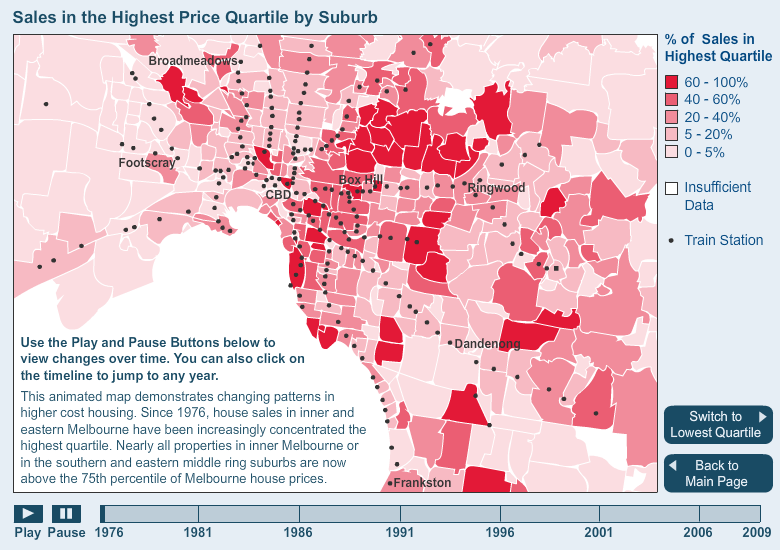 Sales in the Highest Price Quartile by Suburb
% of Sales in
Highest Quartile
60 - 100%
40 - 60%
20 - 40%
5 - 20%
0 - 5%
Insufficient
Data
Train Station
Broadmeadows
Footscray
CBD
Box Hill
Ringwood
Dandenong
Frankston
Use the Play and Pause Buttons below to
view changes over time. You can also click on
the timeline to jump to any year.
This animated map demonstrates changing patterns in
higher cost housing. Since 1976, house sales in inner and
eastern Melbourne have been increasingly concentrated the
highest quartile. Nearly all properties in inner Melbourne or
in the southern and eastern middle ring suburbs are now
above the 75th percentile of Melbourne house prices.
Switch to
Lowest Quartile
Back to
Main Page
Play Pause 1976 1981 1986 1991 1996 2001 2006 2009